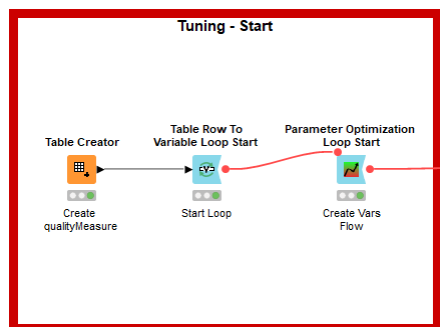 Tuning - Start
Table Creator
Table Row To
Variable Loop Start
Parameter Optimization
Loop Start
Create
qualityMeasure
Start Loop
Create Vars
Flow